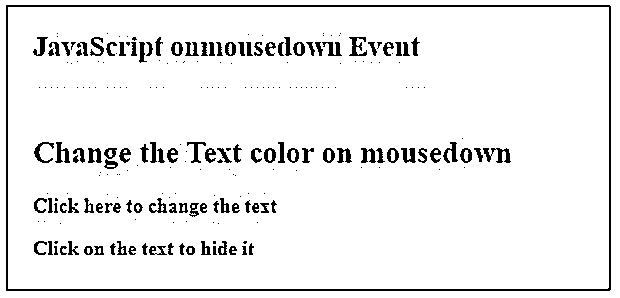 JavaScript onmousedown Event
Change the Text color on mousedown
Click here to change the text
Click on the text to hide it